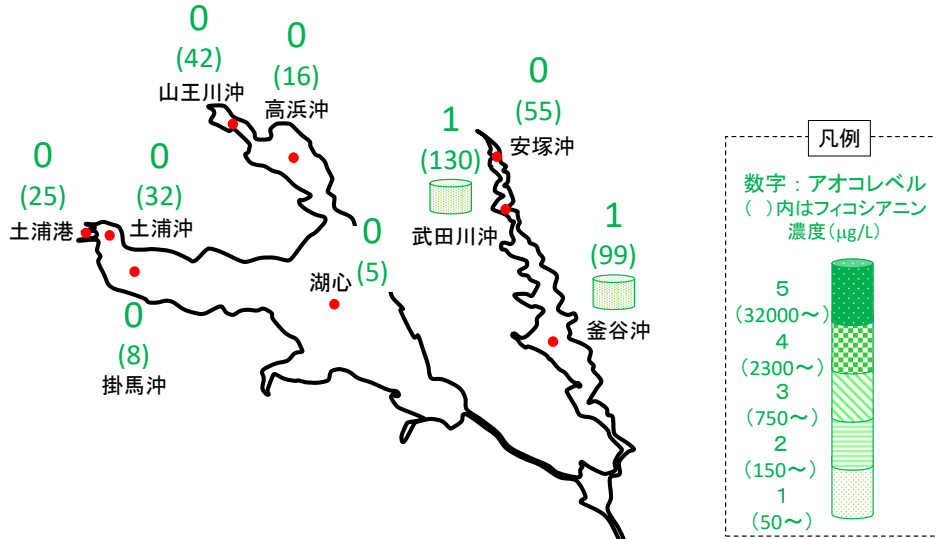 0
(42)
山王川沖
0
(16)
高浜沖
0
(25)
土浦港
0
(32)
土浦沖
0
(8)
掛馬沖
0
(5)
湖心
1
(130)
武田川沖
0
(55)
安塚沖
1
(99)
釜谷沖
凡例
数字：アオコレベル
（　）内はフィコシアニン
濃度(μg/L)
5
(32000～)
4
(2300～)
3
(750～)
2
(150～)
1
(50～)